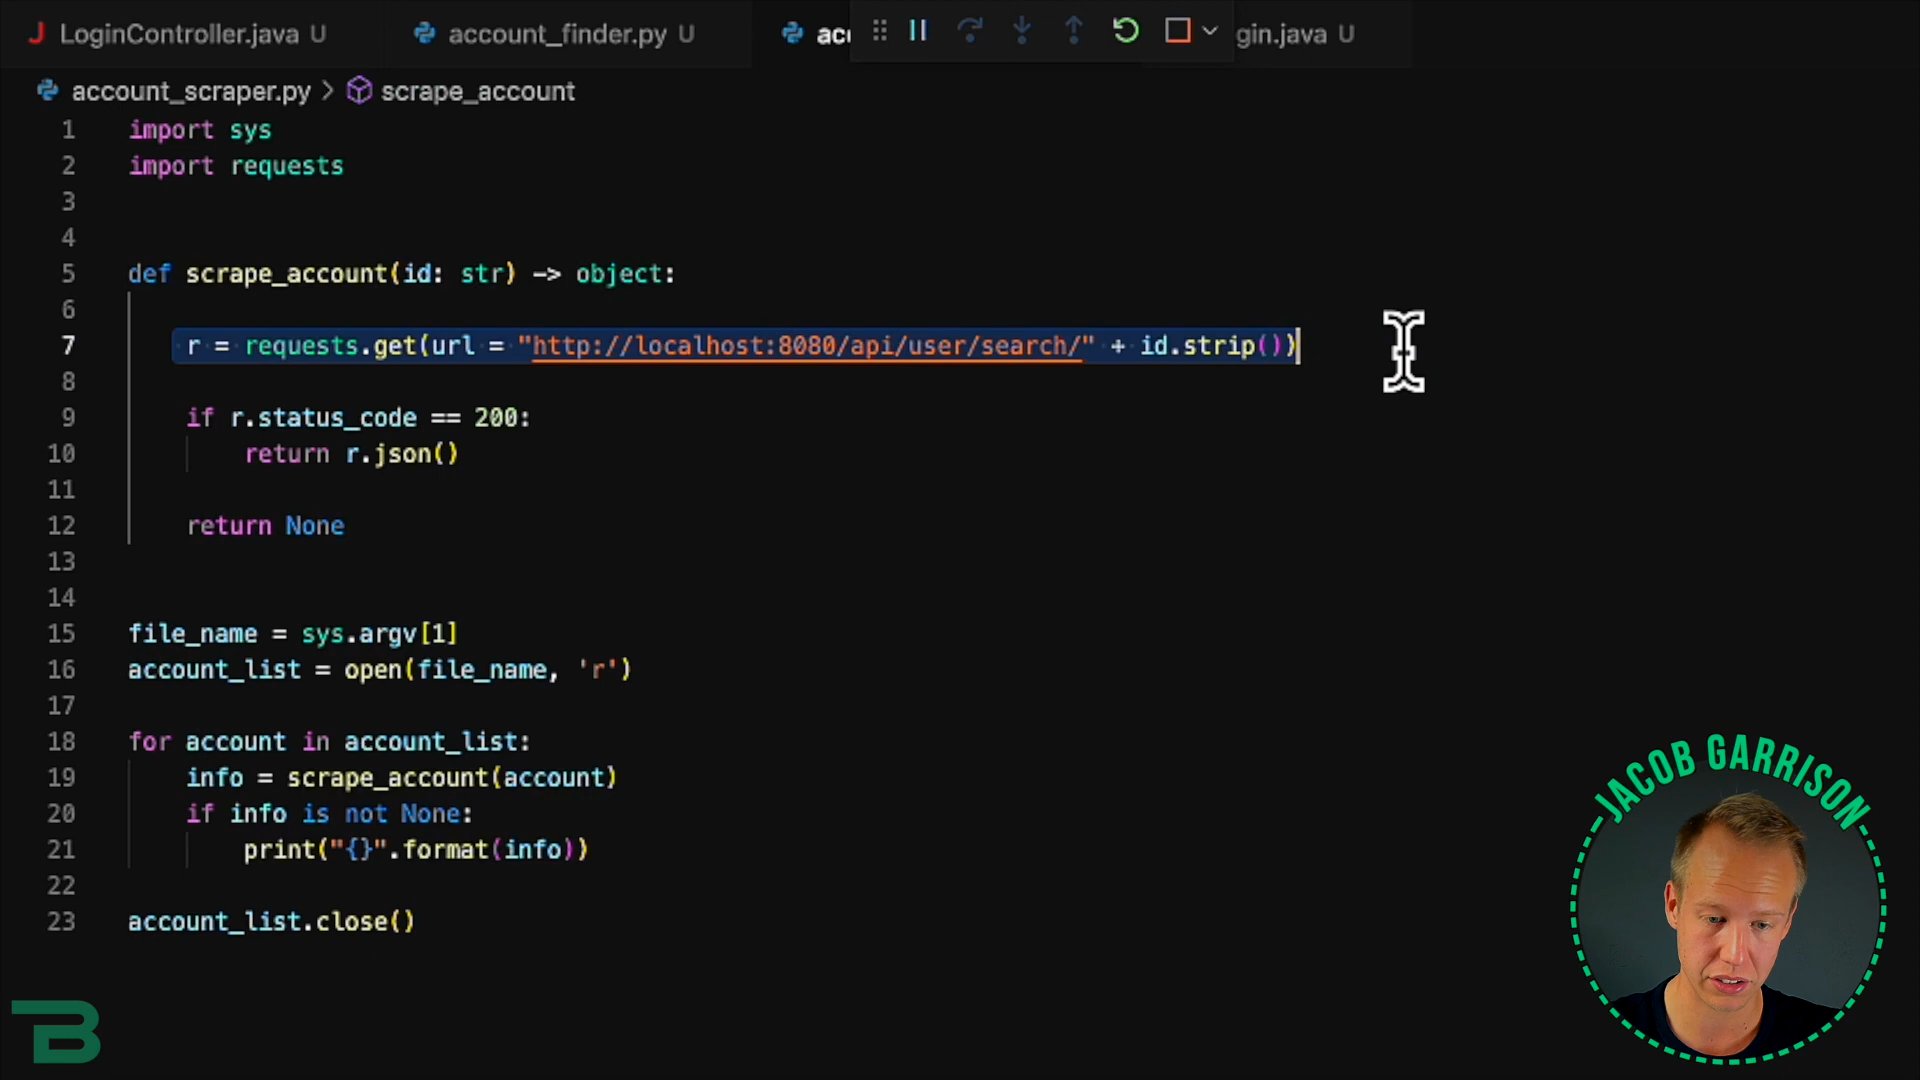 LoginController.java U
account_finder.py U
acc
gin.java U
account_scraper.py > scrape_account
1 import sys
2 import requests
3
4
5 def scrape_account(id: str) -> object:
6
7 r = requests.get(url = "http://localhost:8080/api/user/search/" + id.strip())
8
9 if r.status_code == 200:
10 return r.json()
11
12 return None
13
14
15 file_name = sys.argv[1]
16 account_list = open(file_name, 'r')
17
18 for account in account_list:
19 info = scrape_account(account)
20 if info is not None:
21 print("{}".format(info))
22
23 account_list.close()
JACOB GARRISON